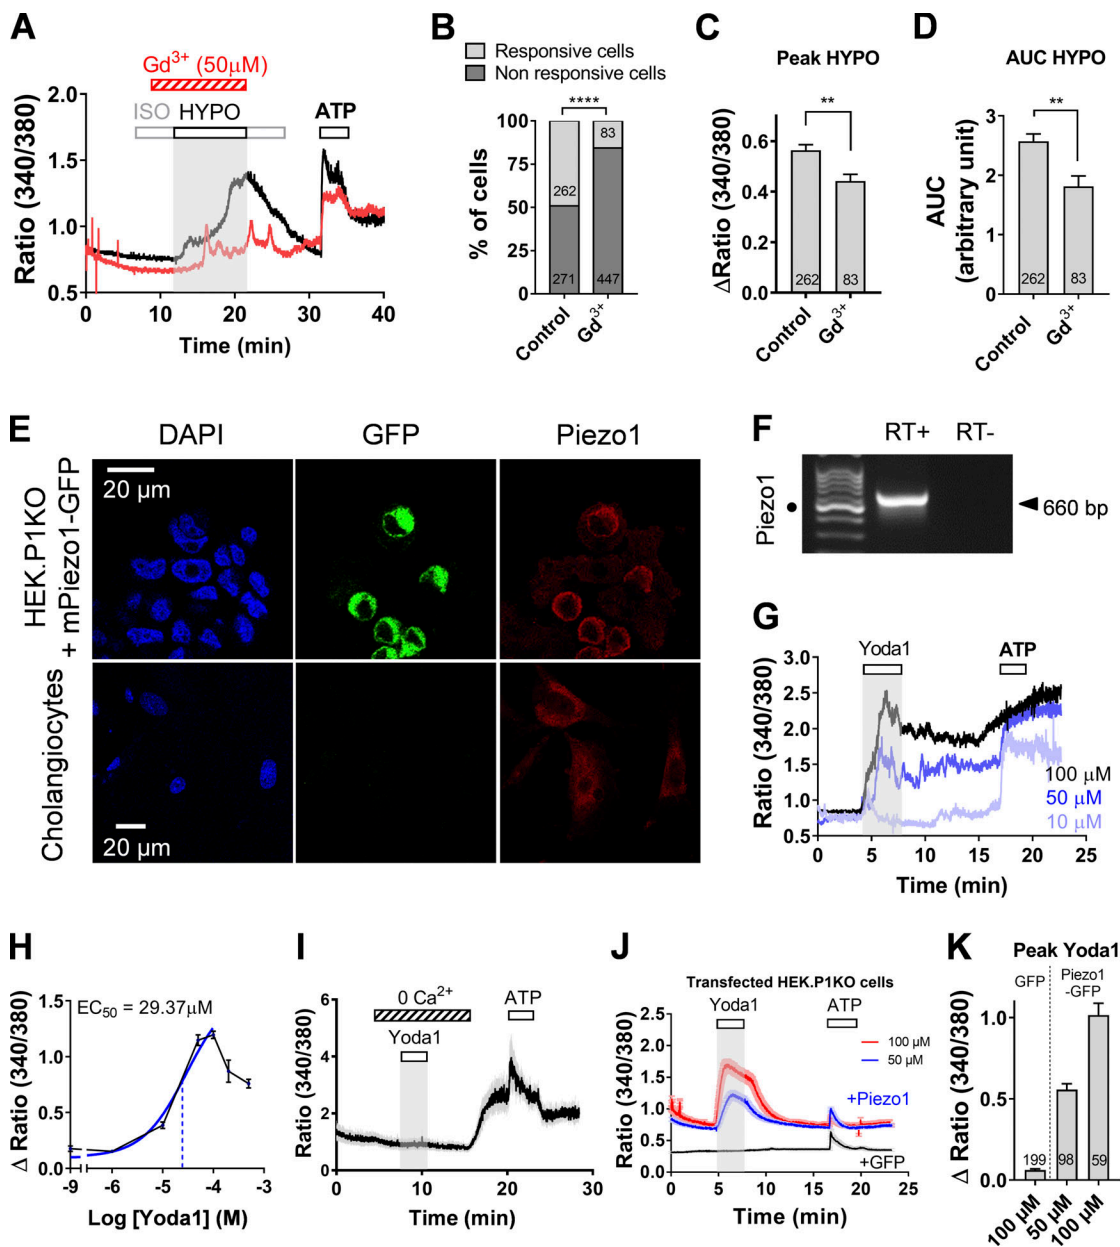 A
Gd3+ (50μM)
ISO
HYPO
ATP
Ratio (340/380)
2.0
1.5
1.0
0.5
0 10 20 30 40
Time (min)
B
Responsive cells
Non responsive cells
****
% of cells
100
75
50
25
0
262
271
83
447
Control
Gd3+
C
Peak HYPO
**
ΔRatio (340/380)
0.6
0.4
0.2
0.0
262
83
Control
Gd3+
D
AUC HYPO
**
AUC
(arbitrary unit)
3
2
1
0
262
83
Control
Gd3+
E
DAPI
GFP
Piezo1
HEK.P1KO
+ mPiezo1-GFP
20 μm
Cholangiocytes
20 μm
F
RT+
RT-
Piezo1
660 bp
G
Yoda1
ATP
Ratio (340/380)
3.0
2.5
2.0
1.5
1.0
0.5
100 μM
50 μM
10 μM
0 5 10 15 20 25
Time (min)
H
EC50 = 29.37μM
Δ Ratio (340/380)
1.5
1.0
0.5
0.0
-9 -6 -5 -4 -3
Log [Yoda1] (M)
I
0 Ca2+
Yoda1
ATP
Ratio (340/380)
6
4
2
0
0 10 20 30
Time (min)
J
Transfected HEK.P1KO cells
Yoda1
ATP
100 μM
50 μM
+Piezo1
+GFP
Ratio (340/380)
2.5
2.0
1.5
1.0
0.5
0.0
0 5 10 15 20 25
Time (min)
K
Peak Yoda1
GFP
Piezo1
-GFP
Δ Ratio (340/380)
1.0
0.5
0.0
199
98
59
100 μM
50 μM
100 μM